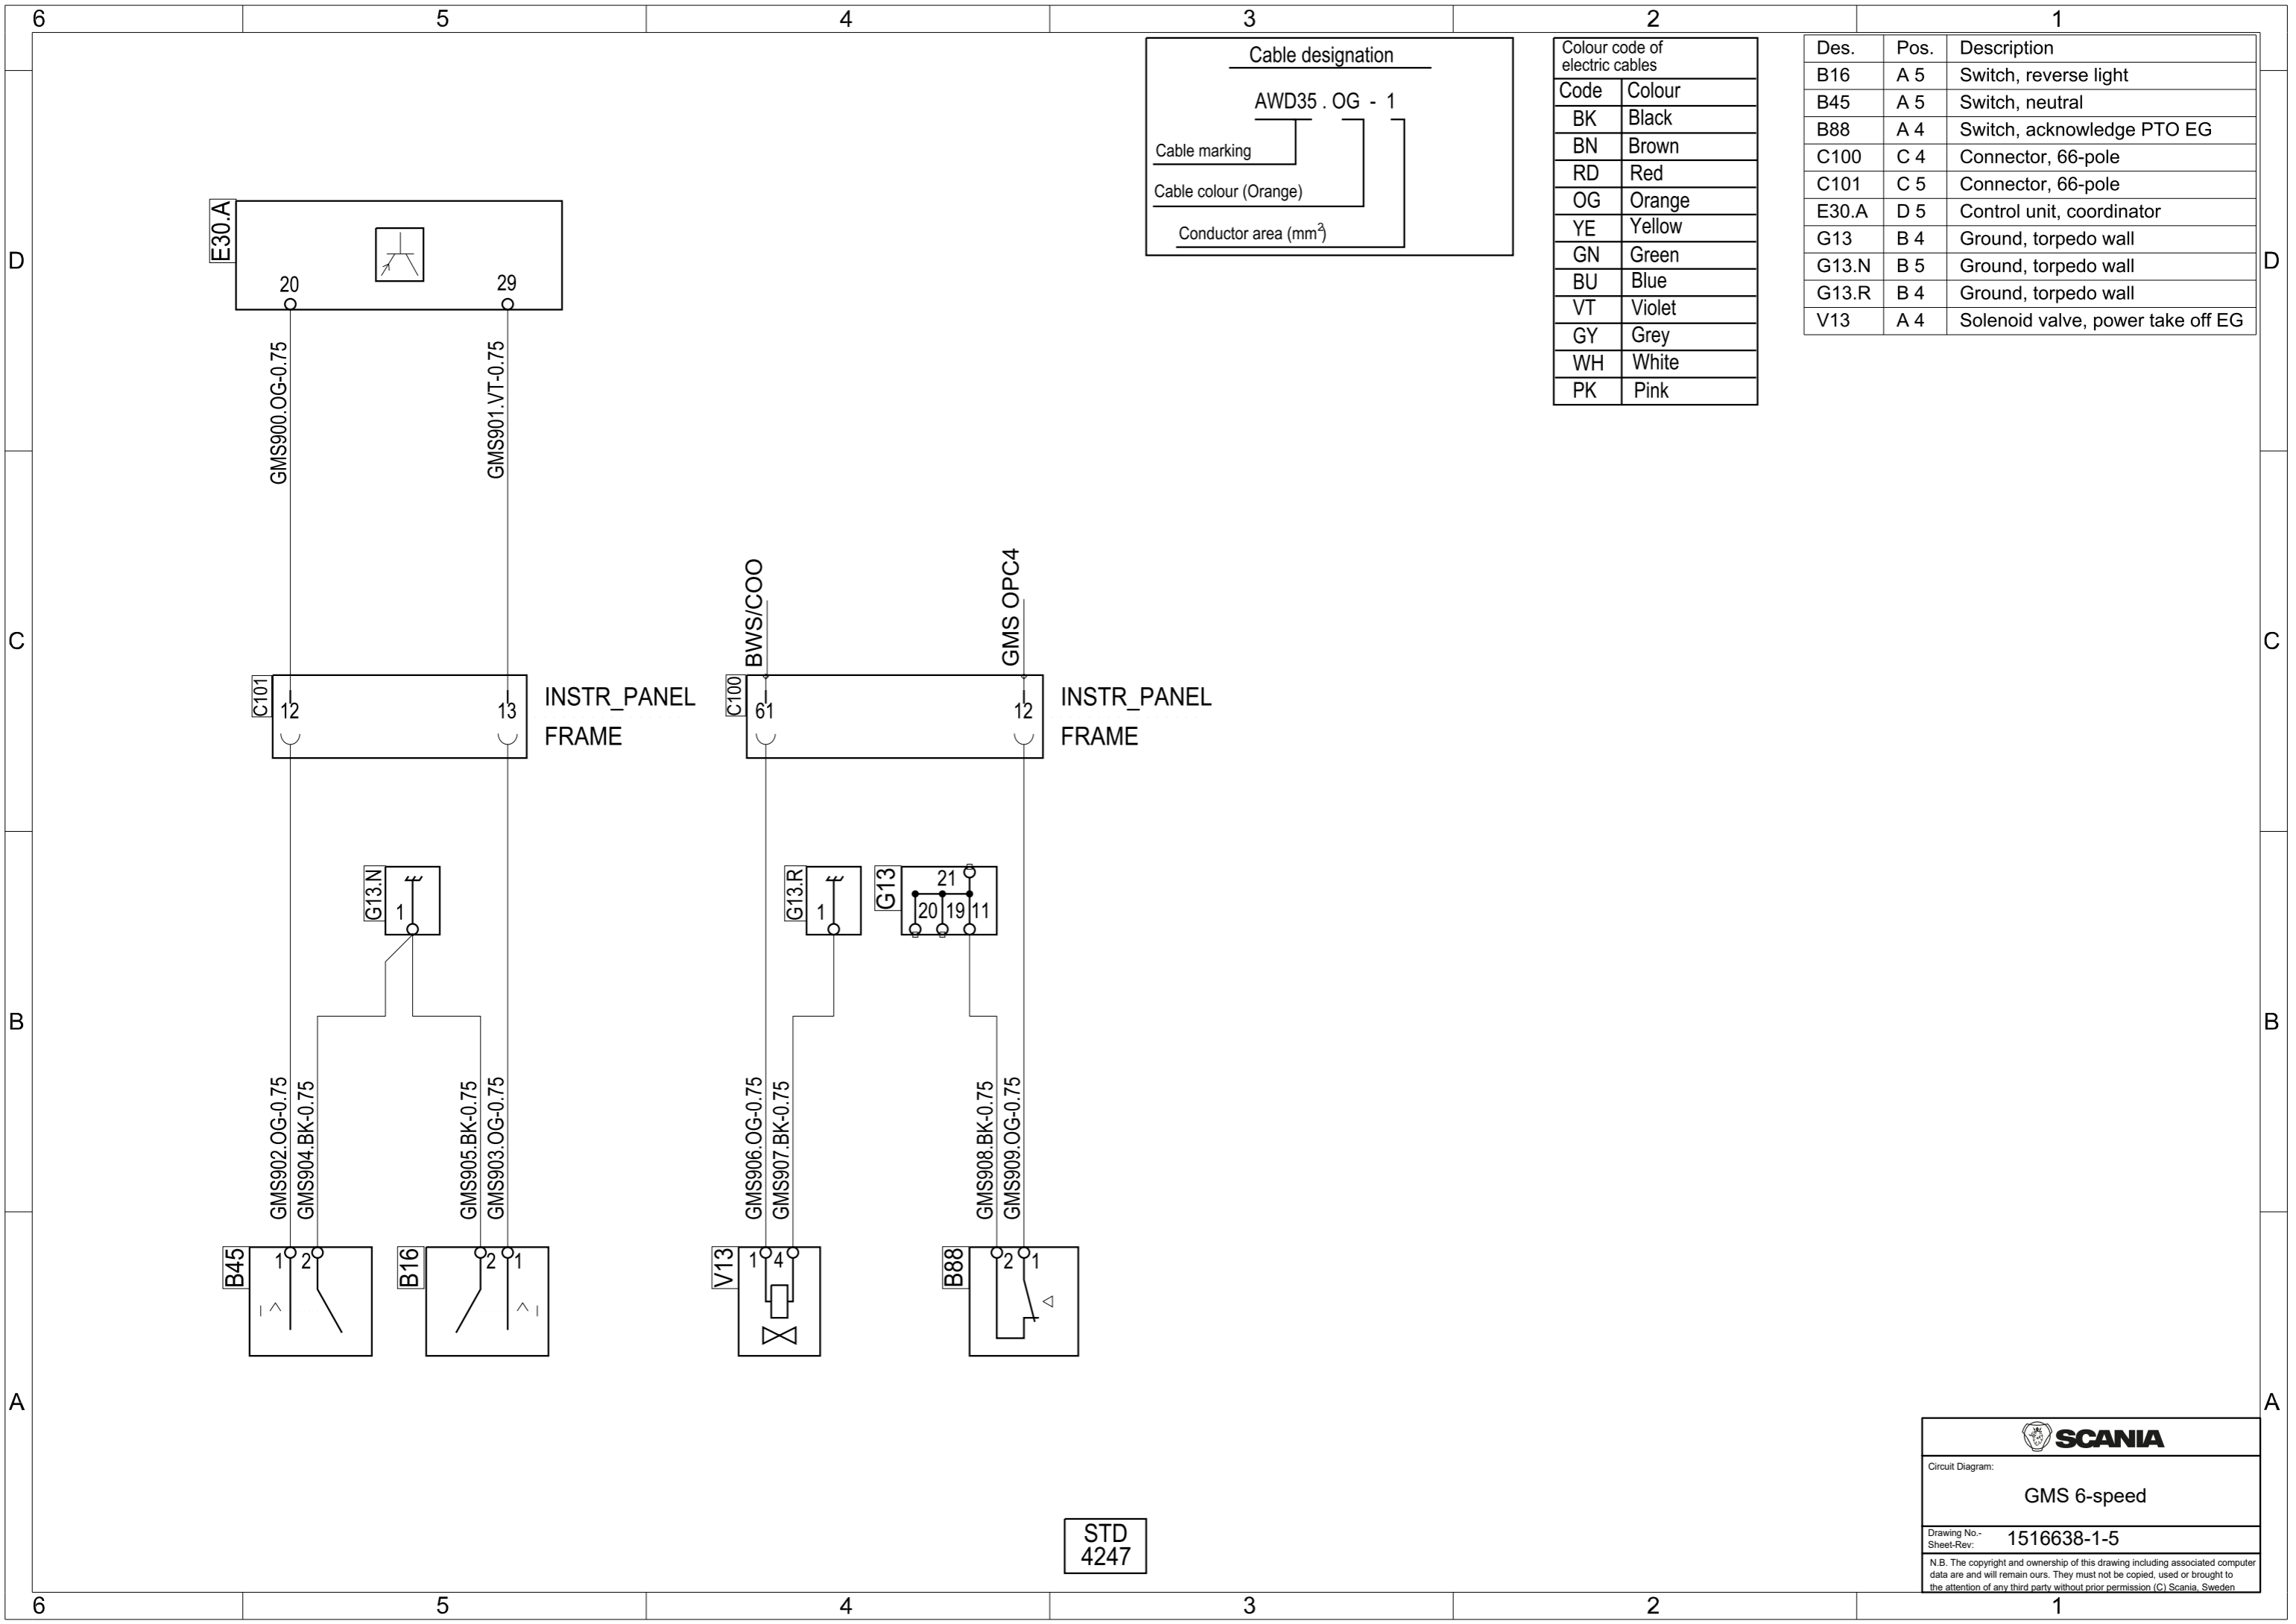 6 5 4 3 2 1
Cable designation
AWD35 . OG - 1
Cable marking
Cable colour (Orange)
Conductor area (mm²)
Colour code of
electric cables
Code Colour
BK Black
BN Brown
RD Red
OG Orange
YE Yellow
GN Green
BU Blue
VT Violet
GY Grey
WH White
PK Pink
Des. Pos. Description
B16 A 5 Switch, reverse light
B45 A 5 Switch, neutral
B88 A 4 Switch, acknowledge PTO EG
C100 C 4 Connector, 66-pole
C101 C 5 Connector, 66-pole
E30.A D 5 Control unit, coordinator
G13 B 4 Ground, torpedo wall
G13.N B 5 Ground, torpedo wall
G13.R B 4 Ground, torpedo wall
V13 A 4 Solenoid valve, power take off EG
D D
E30.A
20 29
GMS900.OG-0.75
GMS901.VT-0.75
BWS/COO
GMS OPC4
C C
C101
12 13
INSTR_PANEL
FRAME
C100
61 12
INSTR_PANEL
FRAME
G13.N
1
G13.R
1
G13
21
20 19 11
B B
GMS902.OG-0.75
GMS904.BK-0.75
GMS905.BK-0.75
GMS903.OG-0.75
GMS906.OG-0.75
GMS907.BK-0.75
GMS908.BK-0.75
GMS909.OG-0.75
B45
1 2
B16
2 1
V13
1 4
B88
2 1
A A
STD
4247
SCANIA
Circuit Diagram:
GMS 6-speed
Drawing No.-
Sheet-Rev:
1516638-1-5
N.B. The copyright and ownership of this drawing including associated computer
data are and will remain ours. They must not be copied, used or brought to
the attention of any third party without prior permission (C) Scania, Sweden
6 5 4 3 2 1